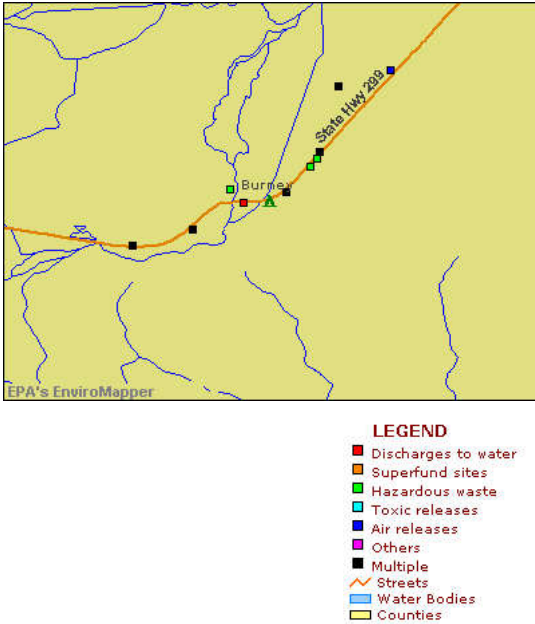 State Hwy 299
Burney
EPA's EnviroMapper
LEGEND
Discharges to water
Superfund sites
Hazardous waste
Toxic releases
Air releases
Others
Multiple
Streets
Water Bodies
Counties